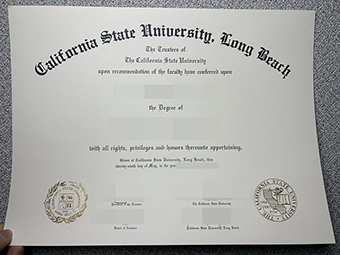 California State University, Long Beach
The Trustees of
The California State University
upon recommendation of the faculty have conferred upon
the Degree of
with all rights, privileges and honors thereunto appertaining.
Given at California State University, Long Beach, this
twenty-ninth day of May, in the year